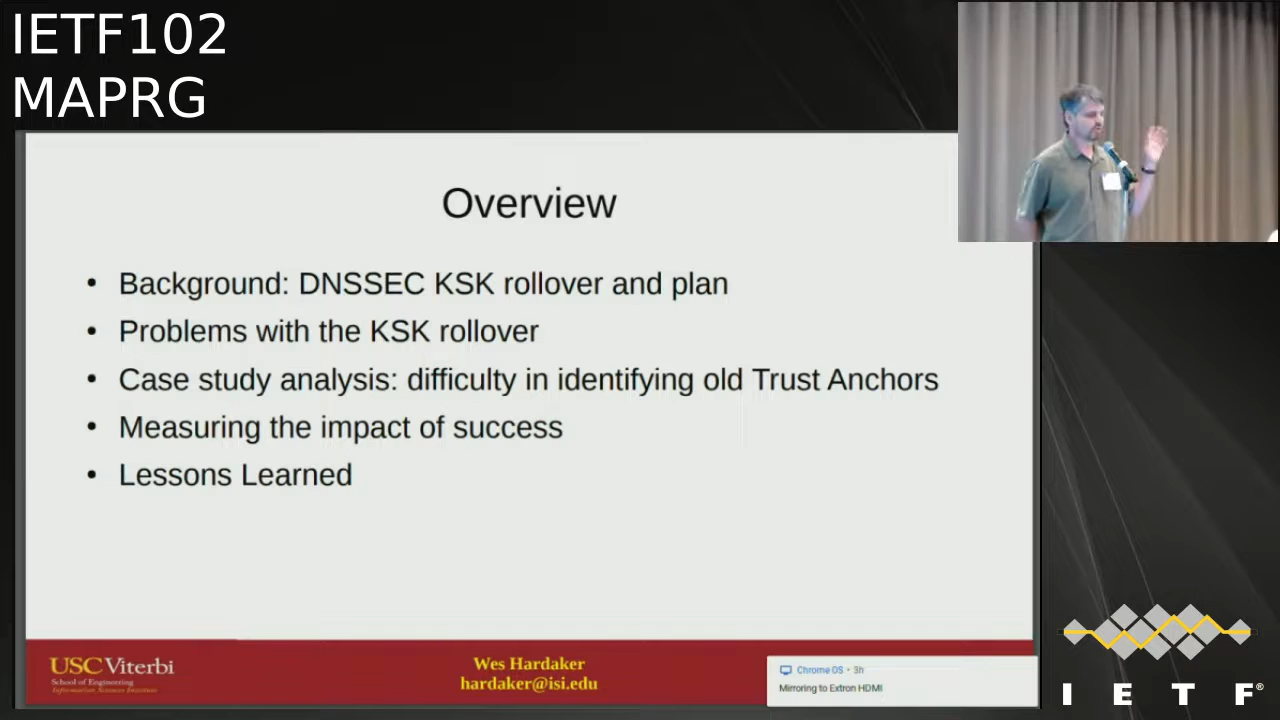 IETF102
MAPRG
Overview
• Background: DNSSEC KSK rollover and plan
• Problems with the KSK rollover
• Case study analysis: difficulty in identifying old Trust Anchors
• Measuring the impact of success
• Lessons Learned
USC Viterbi
School of Engineering
Information Sciences Institute
Wes Hardaker
hardaker@isi.edu
Chrome OS • 3h
Mirroring to Extron HDMI
I E T F®